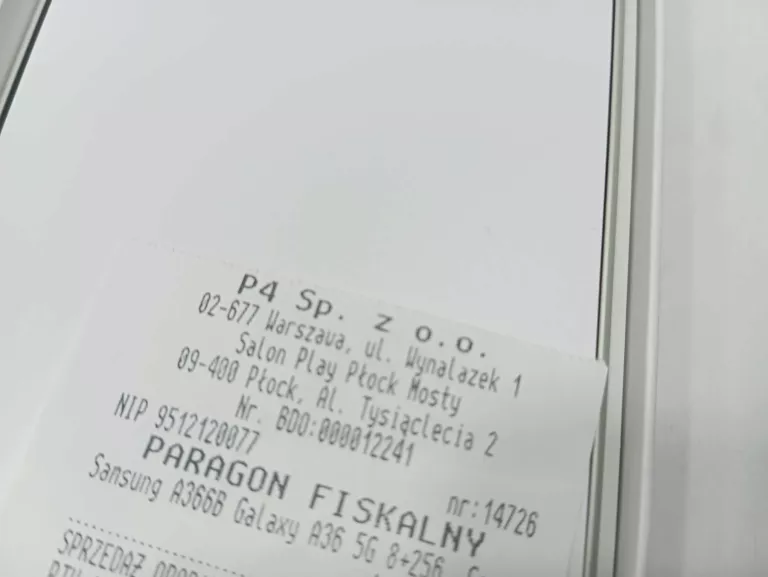 P4 Sp. z o.o.
02-677 Warszawa, ul. Wynalazek 1
Salon Play Płock Mosty
09-400 Płock, Al. Tysiąclecia 2
Nr. BDO:000012241
NIP 9512120077
nr:14726
PARAGON FISKALNY
Samsung A366B Galaxy A36 5G 8+256
SPRZEDAŻ